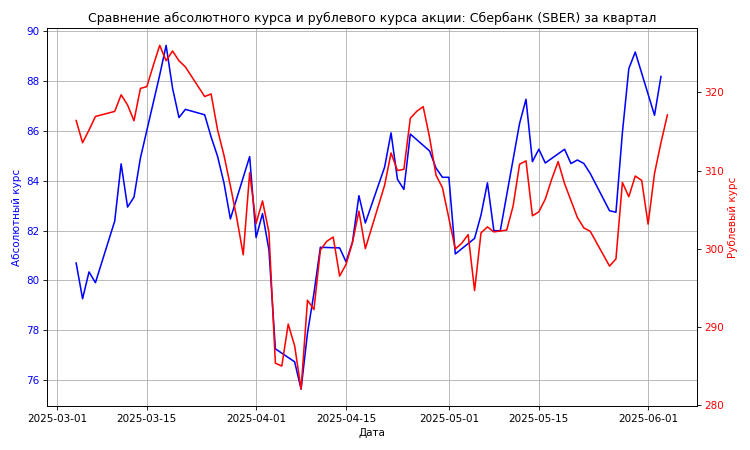 Сравнение абсолютного курса и рублевого курса акции: Сбербанк (SBER) за квартал
90
88
86
84
82
80
78
76
Абсолютный курс
320
310
300
290
280
Рублевый курс
2025-03-01 2025-03-15 2025-04-01 2025-04-15 2025-05-01 2025-05-15 2025-06-01
Дата